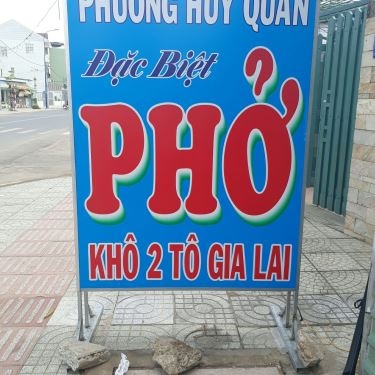 PHƯƠNG HUY QUÁN
Đặc Biệt
PHỞ
KHÔ 2 TÔ GIA LAI